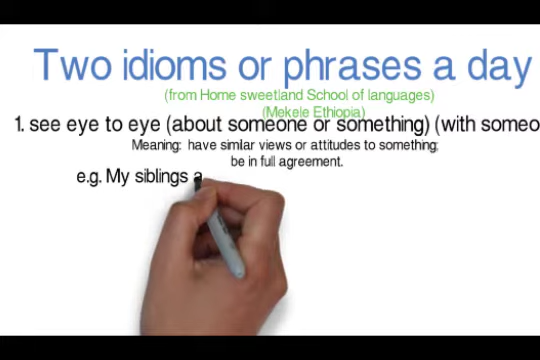 Two idioms or phrases a day
(from Home sweetland School of languages)
(Mekele Ethiopia)
1. see eye to eye (about someone or something) (with someo
Meaning: have similar views or attitudes to something;
be in full agreement.
e.g. My siblings a